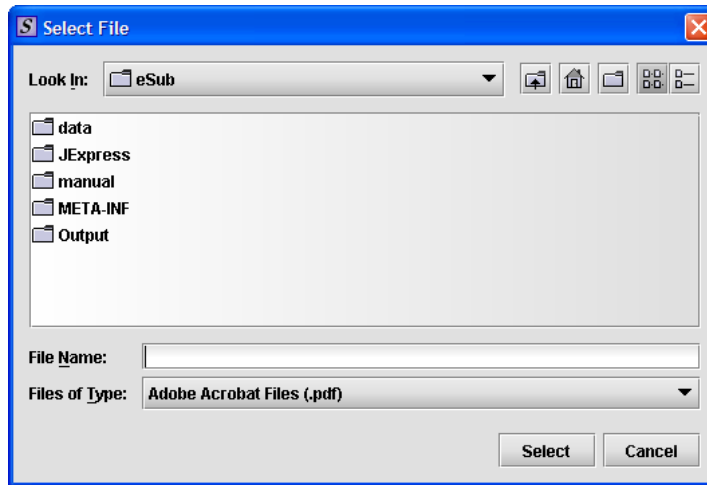 S Select File
Look In: eSub
data
JExpress
manual
META-INF
Output
File Name:
Files of Type: Adobe Acrobat Files (.pdf)
Select Cancel